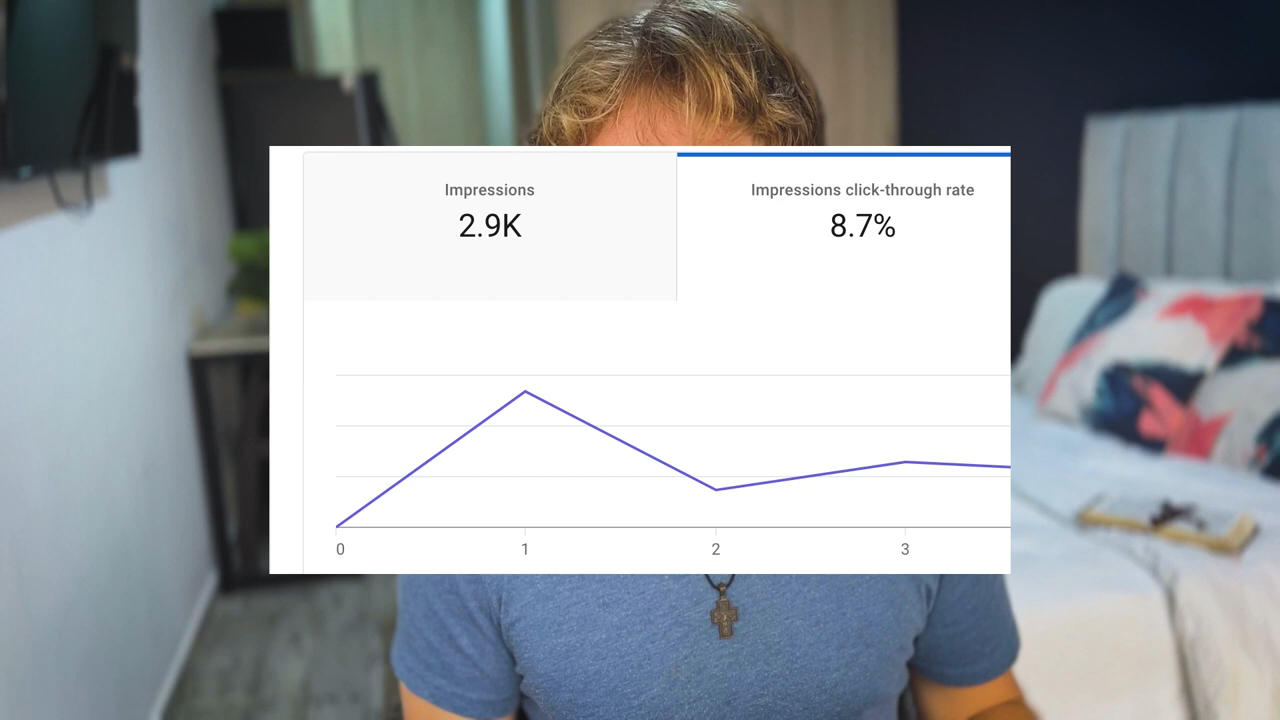 Impressions
2.9K
Impressions click-through rate
8.7%
0
1
2
3